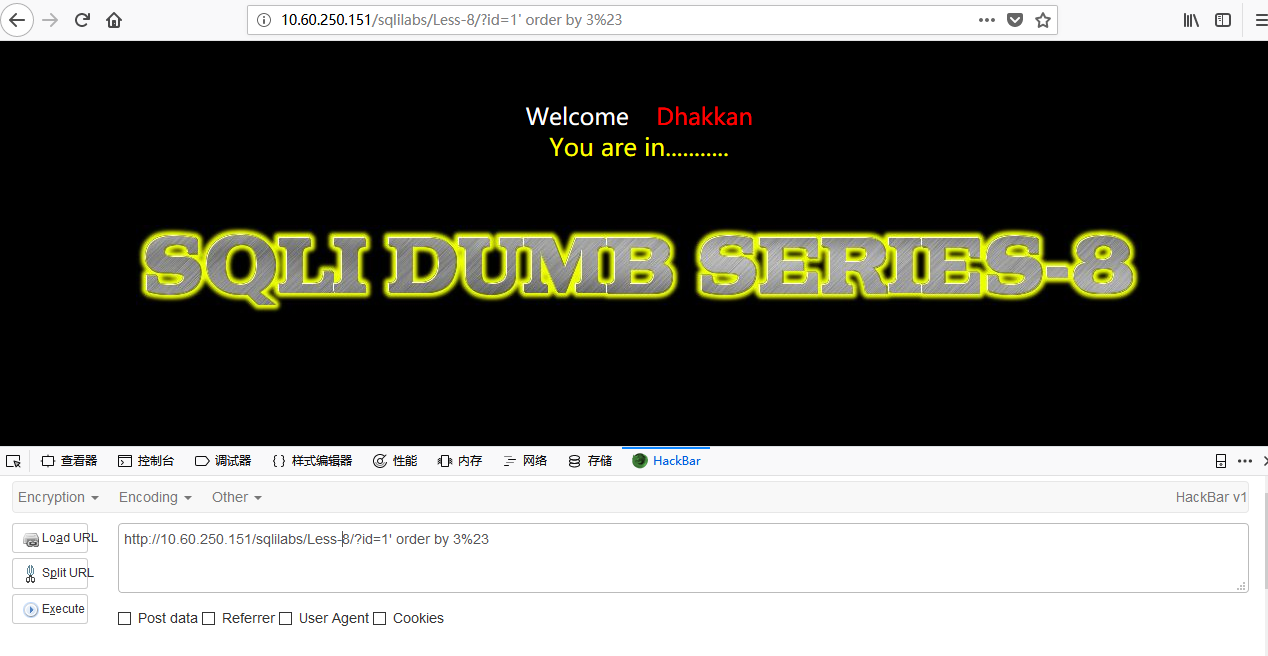 10.60.250.151/sqlilabs/Less-8/?id=1' order by 3%23
Welcome Dhakkan
You are in...........
SQLI DUMB SERIES-8
查看器 控制台 调试器 {} 样式编辑器 性能 内存 网络 存储 HackBar
Encryption Encoding Other HackBar v1
Load URL
http://10.60.250.151/sqlilabs/Less-8/?id=1' order by 3%23
Split URL
Execute
Post data Referrer User Agent Cookies